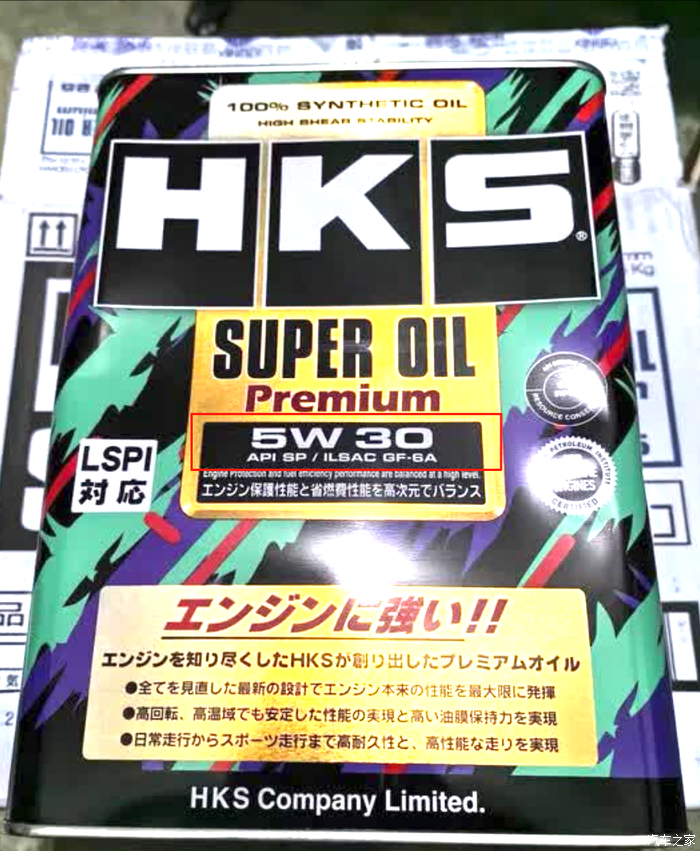 100% SYNTHETIC OIL
HIGH SHEAR STABILITY
HKS®
SUPER OIL
Premium
5W 30
API SP / ILSAC GF-6A
Engine Protection and fuel efficiency performance are balanced at a high level.
エンジン保護性能と省燃費性能を高次元でバランス
LSPI
対応
RESOURCE
PETROLEUM INSTITUTE
ENGINES
CERTIFIED
エンジンに強い!!
エンジンを知り尽くしたHKSが創り出したプレミアムオイル
●全てを見直した最新の設計でエンジン本来の性能を最大限に発揮
●高回転、高温域でも安定した性能の実現と高い油膜保持力を実現
●日常走行からスポーツ走行まで高耐久性と、高性能な走りを実現
HKS Company Limited.
汽车之家